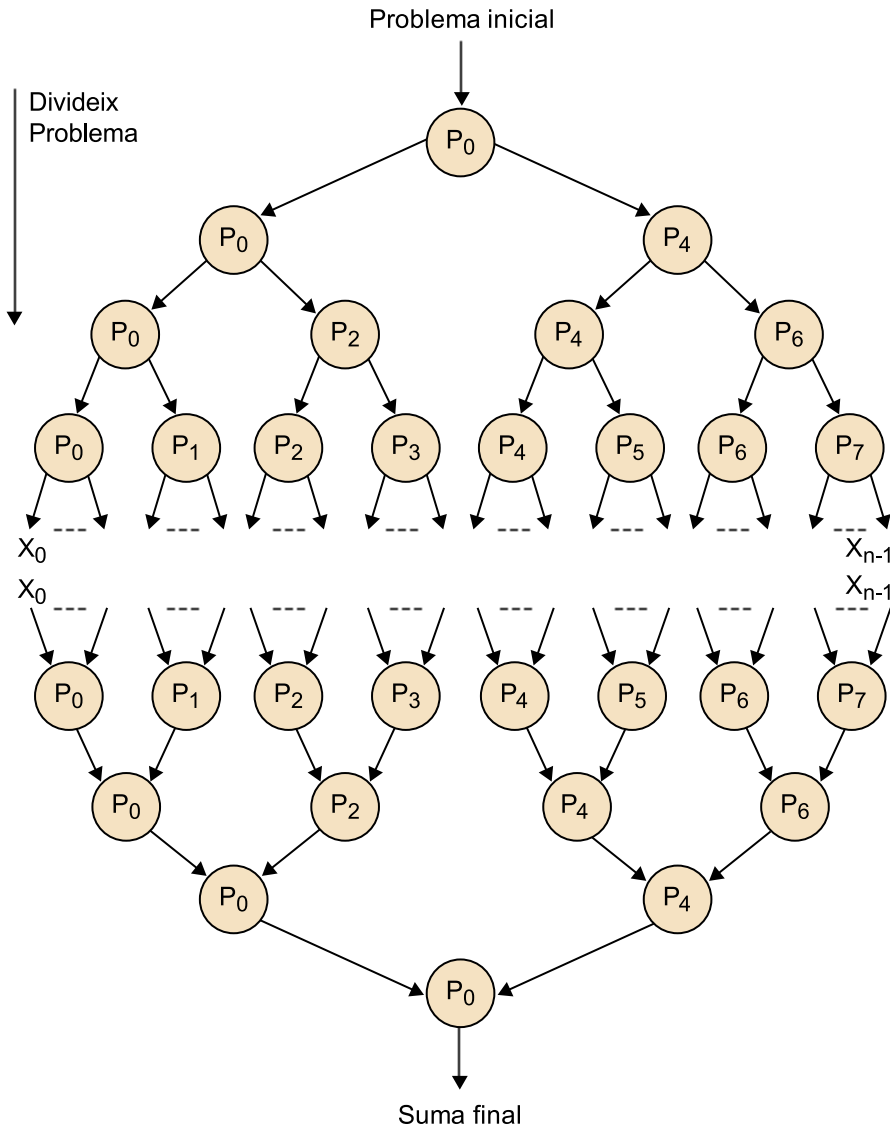 Problema inicial
Divideix
Problema
P0
P0 P4
P0 P2 P4 P6
P0 P1 P2 P3 P4 P5 P6 P7
X0 Xn-1
X0 Xn-1
P0 P1 P2 P3 P4 P5 P6 P7
P0 P2 P4 P6
P0 P4
P0
Suma final